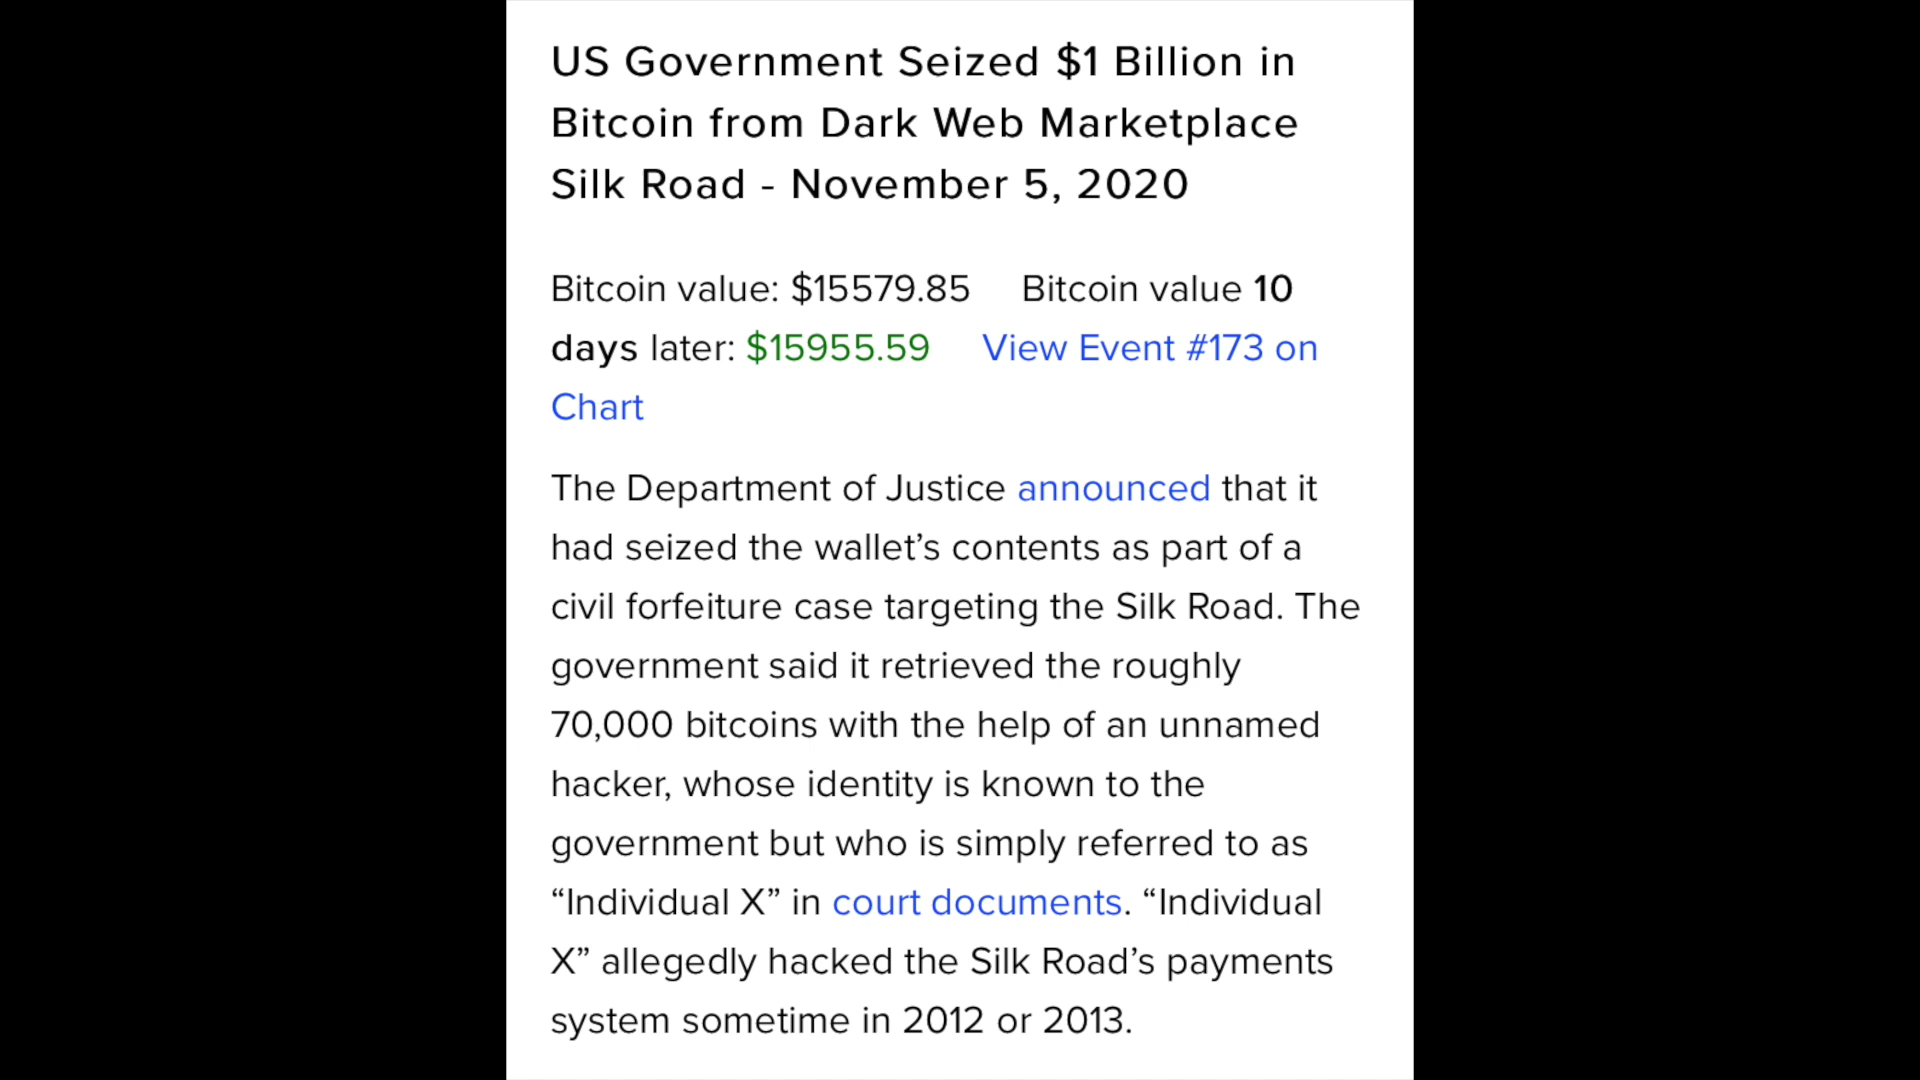 US Government Seized $1 Billion in
Bitcoin from Dark Web Marketplace
Silk Road - November 5, 2020
Bitcoin value: $15579.85 Bitcoin value 10
days later: $15955.59 View Event #173 on
Chart
The Department of Justice announced that it
had seized the wallet’s contents as part of a
civil forfeiture case targeting the Silk Road. The
government said it retrieved the roughly
70,000 bitcoins with the help of an unnamed
hacker, whose identity is known to the
government but who is simply referred to as
“Individual X” in court documents. “Individual
X” allegedly hacked the Silk Road’s payments
system sometime in 2012 or 2013.